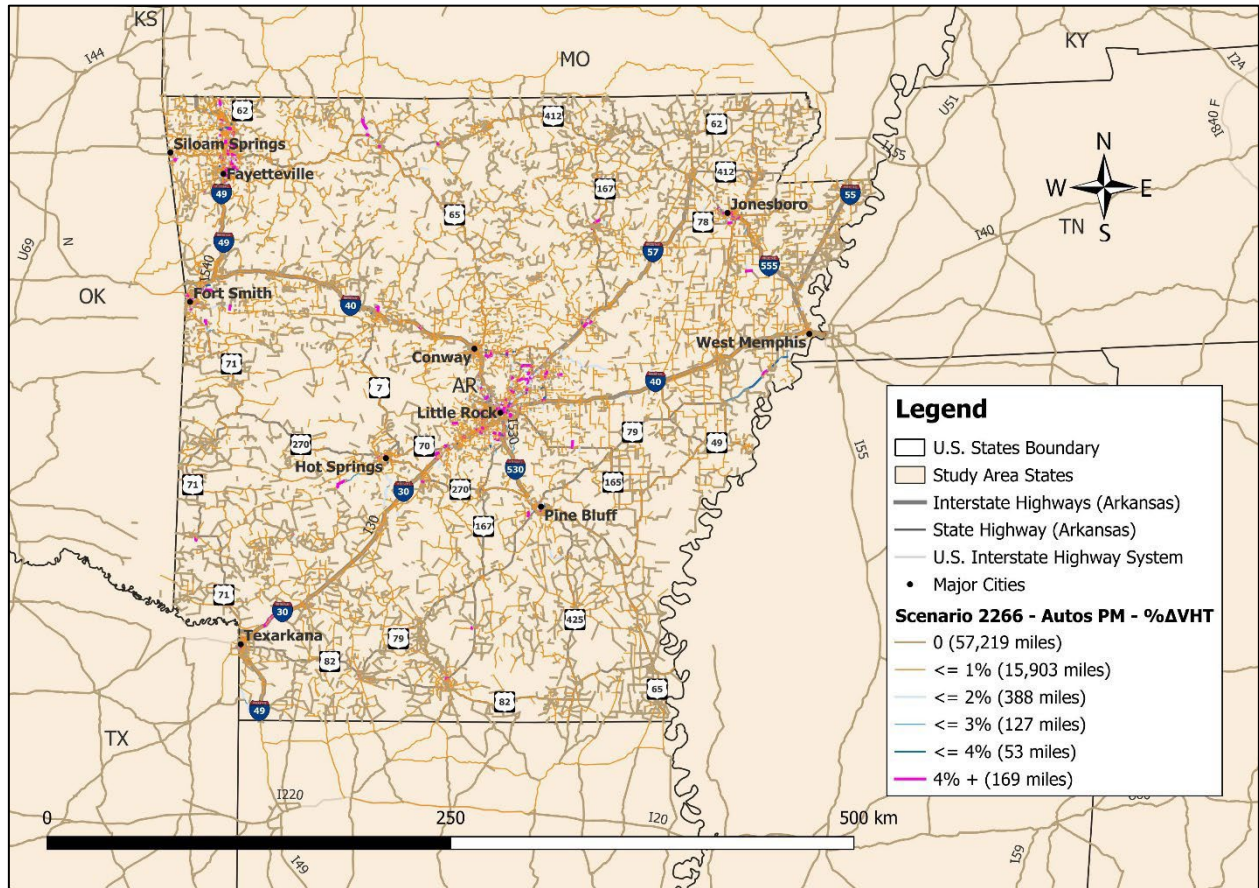 KS
I44
MO
KY
I24
U51
I840 F
I155
62
412
62
Siloam Springs
Fayetteville
49
412
167
65
78
Jonesboro
55
N
W E
S
TN
I40
U69
N
49
57
555
I540
OK
Fort Smith
40
West Memphis
Conway
71
7
AR
40
Little Rock
I530
79
49
I55
270
70
Hot Springs
530
165
71
30
270
167
Pine Bluff
I30
71
30
425
Texarkana
79
82
65
49
82
TX
I220
I20
0 250 500 km
I49
I59
Legend
U.S. States Boundary
Study Area States
Interstate Highways (Arkansas)
State Highway (Arkansas)
U.S. Interstate Highway System
Major Cities
Scenario 2266 - Autos PM - %ΔVHT
0 (57,219 miles)
<= 1% (15,903 miles)
<= 2% (388 miles)
<= 3% (127 miles)
<= 4% (53 miles)
4% + (169 miles)